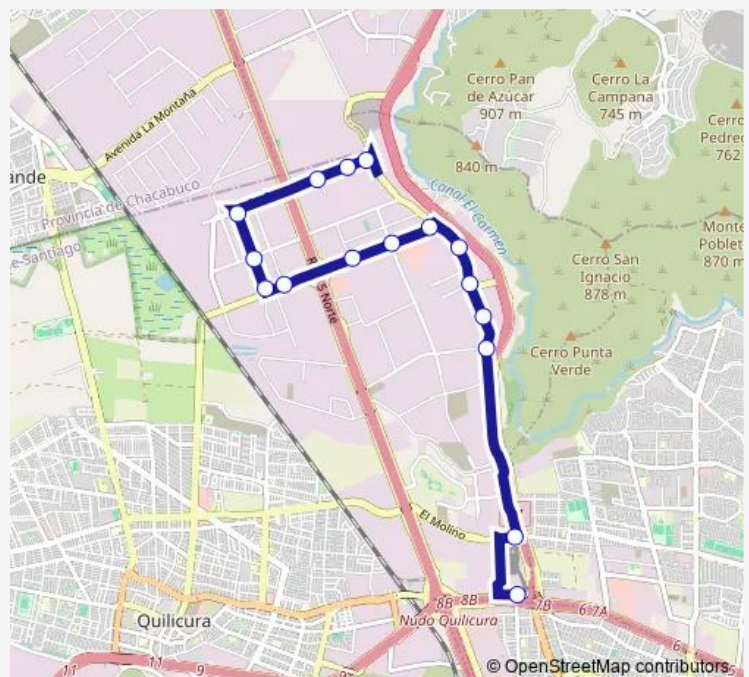 Cerro Pan
de Azúcar
907 m
Cerro La
Campana
745 m
Cerro
Pedreg
762
Avenida La Montaña
840 m
ande
Provincia de Chacabuco
Canal El Carmen
e-Santiago
Monte
Poblet
870 m
Cerro San
Ignacio
878 m
5 Norte
Cerro Punta
Verde
El Molino
8B 8B
7B
6 7A
6
5
Nudo Quilicura
Quilicura
11
11
9
© OpenStreetMap contributors